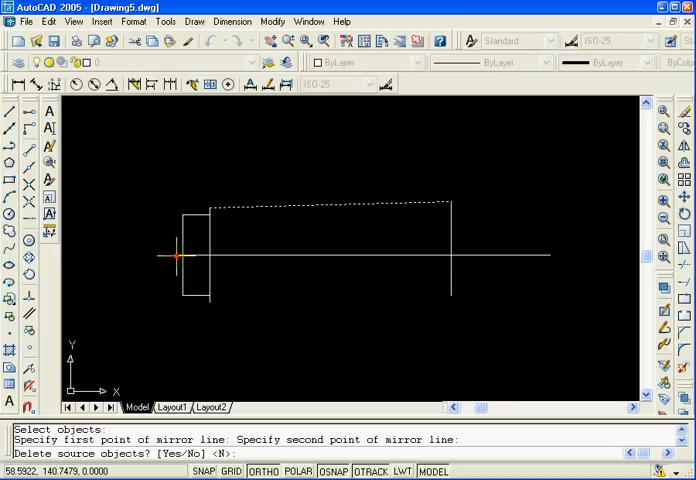 AutoCAD 2005 - [Drawing5.dwg]
File Edit View Insert Format Tools Draw Dimension Modify Window Help
Standard ISO-25 Standard
0 ByLayer ByLayer ByLayer ByColor
ISO-25
A
A
A
Y
X
Model Layout1 Layout2
Select objects:
Specify first point of mirror line: Specify second point of mirror line:
Delete source objects? [Yes/No] <N>:
58.5922, 140.7479, 0.0000 SNAP GRID ORTHO POLAR OSNAP OTRACK LWT MODEL